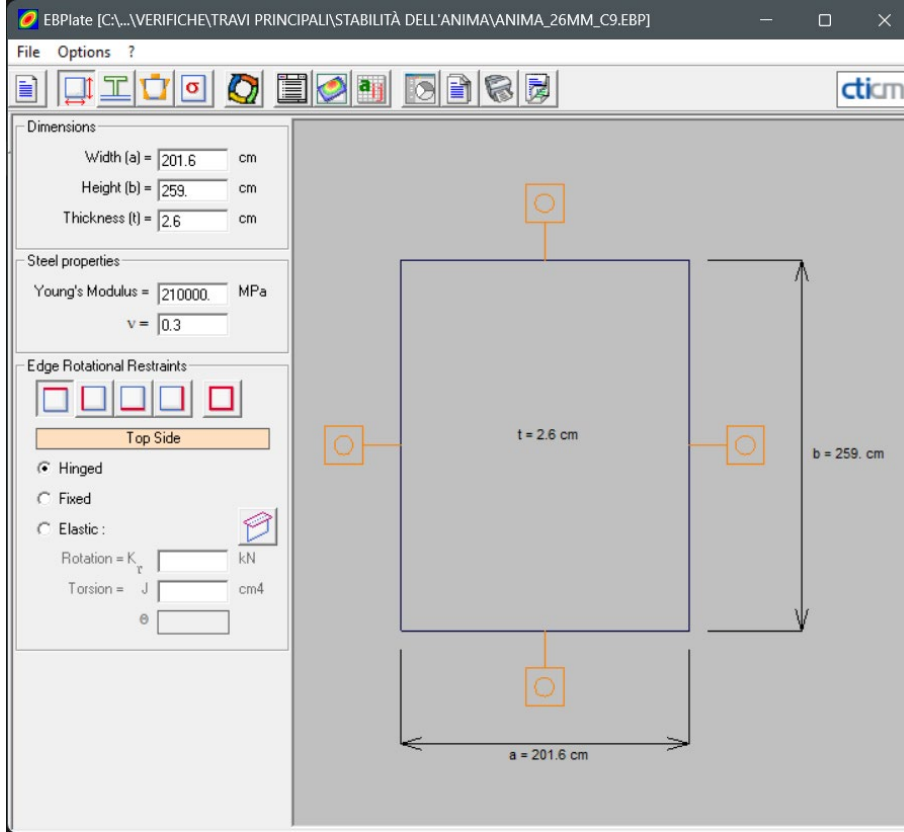 EBPlate [C:\...\VERIFICHE\TRAVI PRINCIPALI\STABILITÀ DELL'ANIMA\ANIMA_26MM_C9.EBP]
File Options ?
σ
cticm
Dimensions
Width (a) = 201.6 cm
Height (b) = 259. cm
Thickness (t) = 2.6 cm
Steel properties
Young's Modulus = 210000. MPa
ν = 0.3
Edge Rotational Restraints
Top Side
Hinged
Fixed
Elastic :
Rotation = K r kN
Torsion = J cm4
Θ
t = 2.6 cm
b = 259. cm
a = 201.6 cm